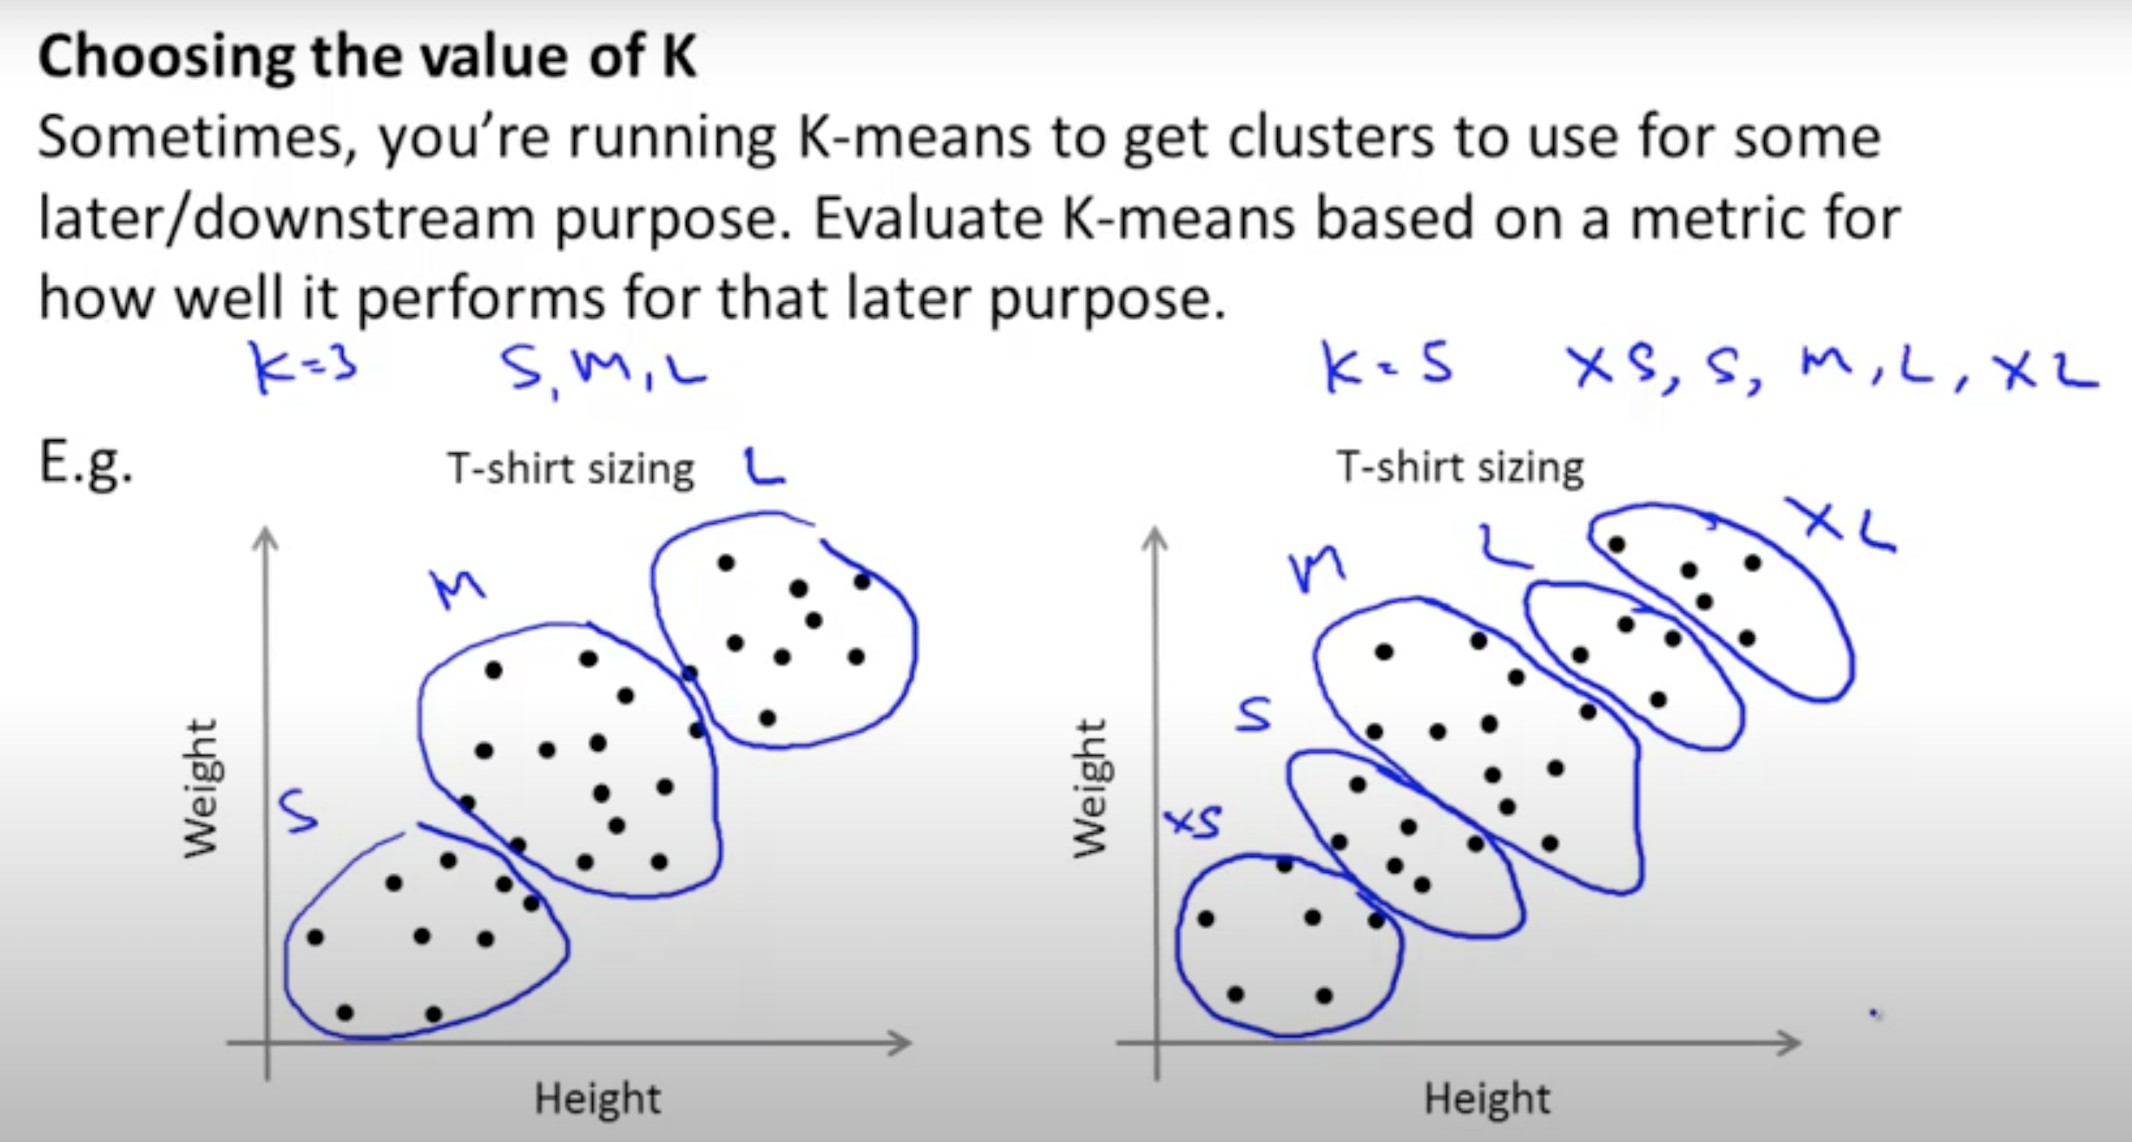 Choosing the value of K
Sometimes, you’re running K-means to get clusters to use for some
later/downstream purpose. Evaluate K-means based on a metric for
how well it performs for that later purpose.
K=3 S,M,L K=5 XS, S, M, L, XL
E.g.
T-shirt sizing
L
M
S
Weight
Height
T-shirt sizing
XL
L
M
S
XS
Weight
Height